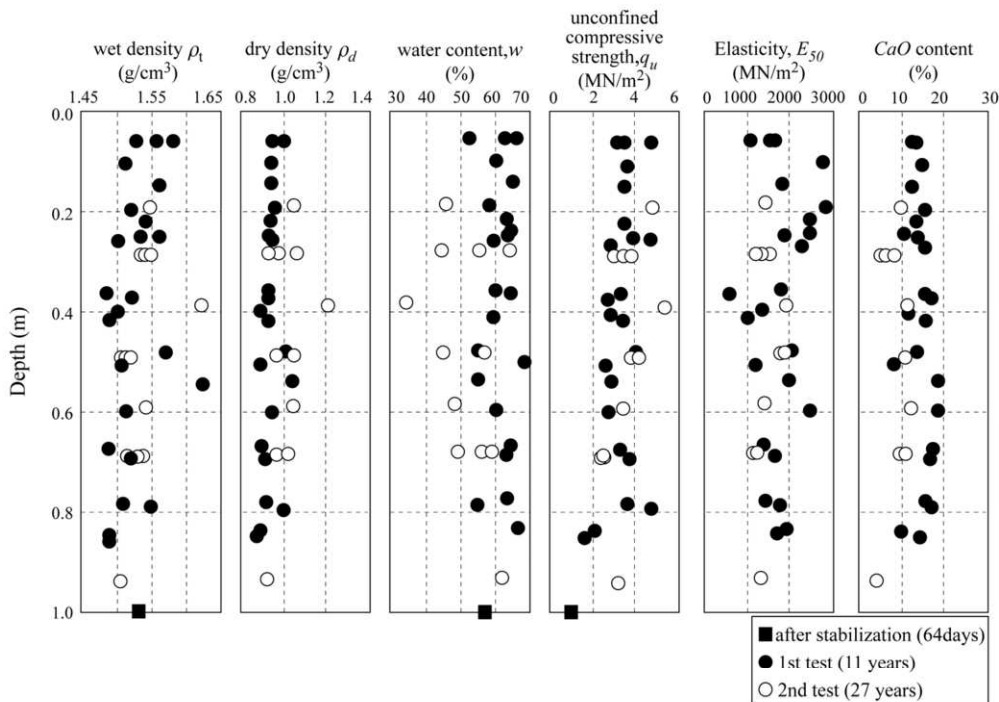 wet density ρt
(g/cm³)
1.45 1.55 1.65
dry density ρd
(g/cm³)
0.8 1.0 1.2 1.4
water content, w
(%)
30 50 60 70
unconfined
compressive
strength,qu
(MN/m²)
2 4 6
Elasticity, E50
(MN/m²)
0 1000 2000 3000
CaO content
(%)
0 10 20 30
Depth (m)
0.0
0.2
0.4
0.6
0.8
1.0
after stabilization (64days)
1st test (11 years)
2nd test (27 years)